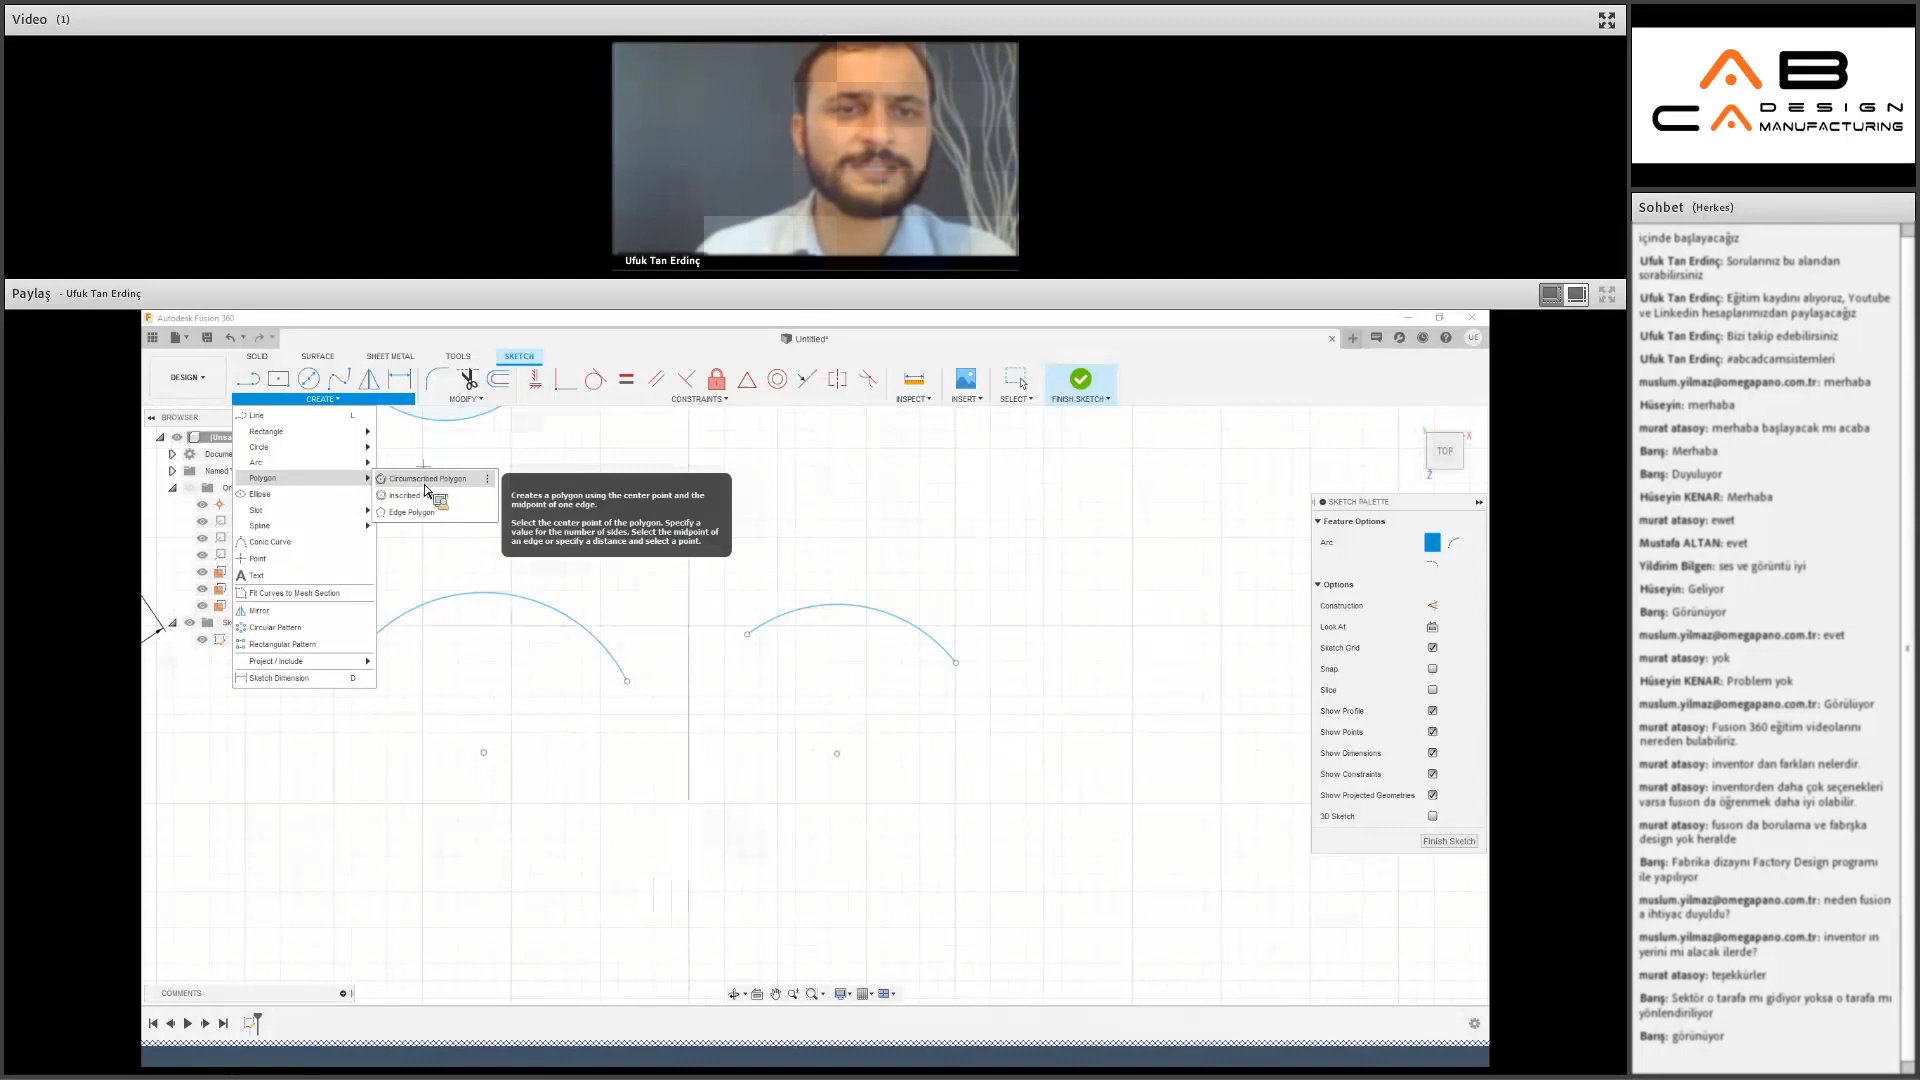 Video (1)
Ufuk Tan Erdinç
A B
C A DESIGN
MANUFACTURING
Paylaş - Ufuk Tan Erdinç
Autodesk Fusion 360
Untitled*
UE
SOLID
SURFACE
SHEET METAL
TOOLS
SKETCH
DESIGN
CREATE
MODIFY
CONSTRAINTS
INSPECT
INSERT
SELECT
FINISH SKETCH
BROWSER
(Unsa
Docume
Named
Or
Sk
Line L
Rectangle
Circle
Arc
Polygon
Ellipse
Slot
Spline
Conic Curve
Point
Text
Fit Curves to Mesh Section
Mirror
Circular Pattern
Rectangular Pattern
Project / Include
Sketch Dimension D
Circumscribed Polygon
Inscribed
Edge Polygon
Creates a polygon using the center point and the
midpoint of one edge.
Select the center point of the polygon. Specify a
value for the number of sides. Select the midpoint of
an edge or specify a distance and select a point.
TOP
X
Z
SKETCH PALETTE
Feature Options
Arc
Options
Construction
Look At
Sketch Grid
Snap
Slice
Show Profile
Show Points
Show Dimensions
Show Constraints
Show Projected Geometries
3D Sketch
Finish Sketch
COMMENTS
Sohbet (Herkes)
içinde başlayacağız
Ufuk Tan Erdinç: Sorularınız bu alandan
sorabilirsiniz
Ufuk Tan Erdinç: Eğitim kaydını alıyoruz, Youtube
ve Linkedin hesaplarımızdan paylaşacağız
Ufuk Tan Erdinç: Bizi takip edebilirsiniz
Ufuk Tan Erdinç: #abcadcamsistemleri
muslum.yilmaz@omegapano.com.tr: merhaba
Hüseyin: merhaba
murat atasoy: merhaba başlayacak mı acaba
Barış: Merhaba
Barış: Duyuluyor
Hüseyin KENAR: Merhaba
murat atasoy: ewet
Mustafa ALTAN: evet
Yildirim Bilgen: ses ve görüntü iyi
Hüseyin: Geliyor
Barış: Görünüyor
muslum.yilmaz@omegapano.com.tr: evet
murat atasoy: yok
Hüseyin KENAR: Problem yok
muslum.yilmaz@omegapano.com.tr: Görülüyor
murat atasoy: Fusıon 360 eğitim videolarını
nereden bulabiliriz.
murat atasoy: inventor dan farkları nelerdir.
murat atasoy: inventorden daha çok seçenekleri
varsa fusıon da öğrenmek daha iyi olabilir.
murat atasoy: fusıon da borulama ve fabrşka
design yok heralde
Barış: Fabrika dizaynı Factory Design programı
ile yapılıyor
muslum.yilmaz@omegapano.com.tr: neden fusion
a ihtiyac duyuldu?
muslum.yilmaz@omegapano.com.tr: inventor ın
yerini mi alacak ilerde?
murat atasoy: teşekkürler
Barış: Sektör o tarafa mı gidiyor yoksa o tarafa mı
yönlendiriliyor
Barış: görünüyor